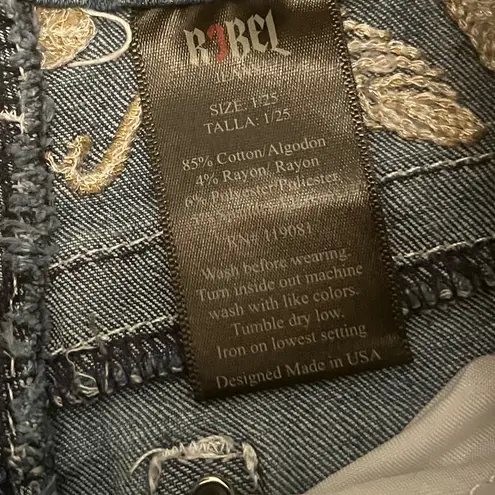 REBEL
SIZE: 1/25
TALLA: 1/25
85% Cotton/Algodon
4% Rayon/ Rayon
6% Polyester/Poliester
RN# 119081
Wash before wearing.
Turn inside out machine
wash with like colors.
Tumble dry low.
Iron on lowest setting
Designed Made in USA